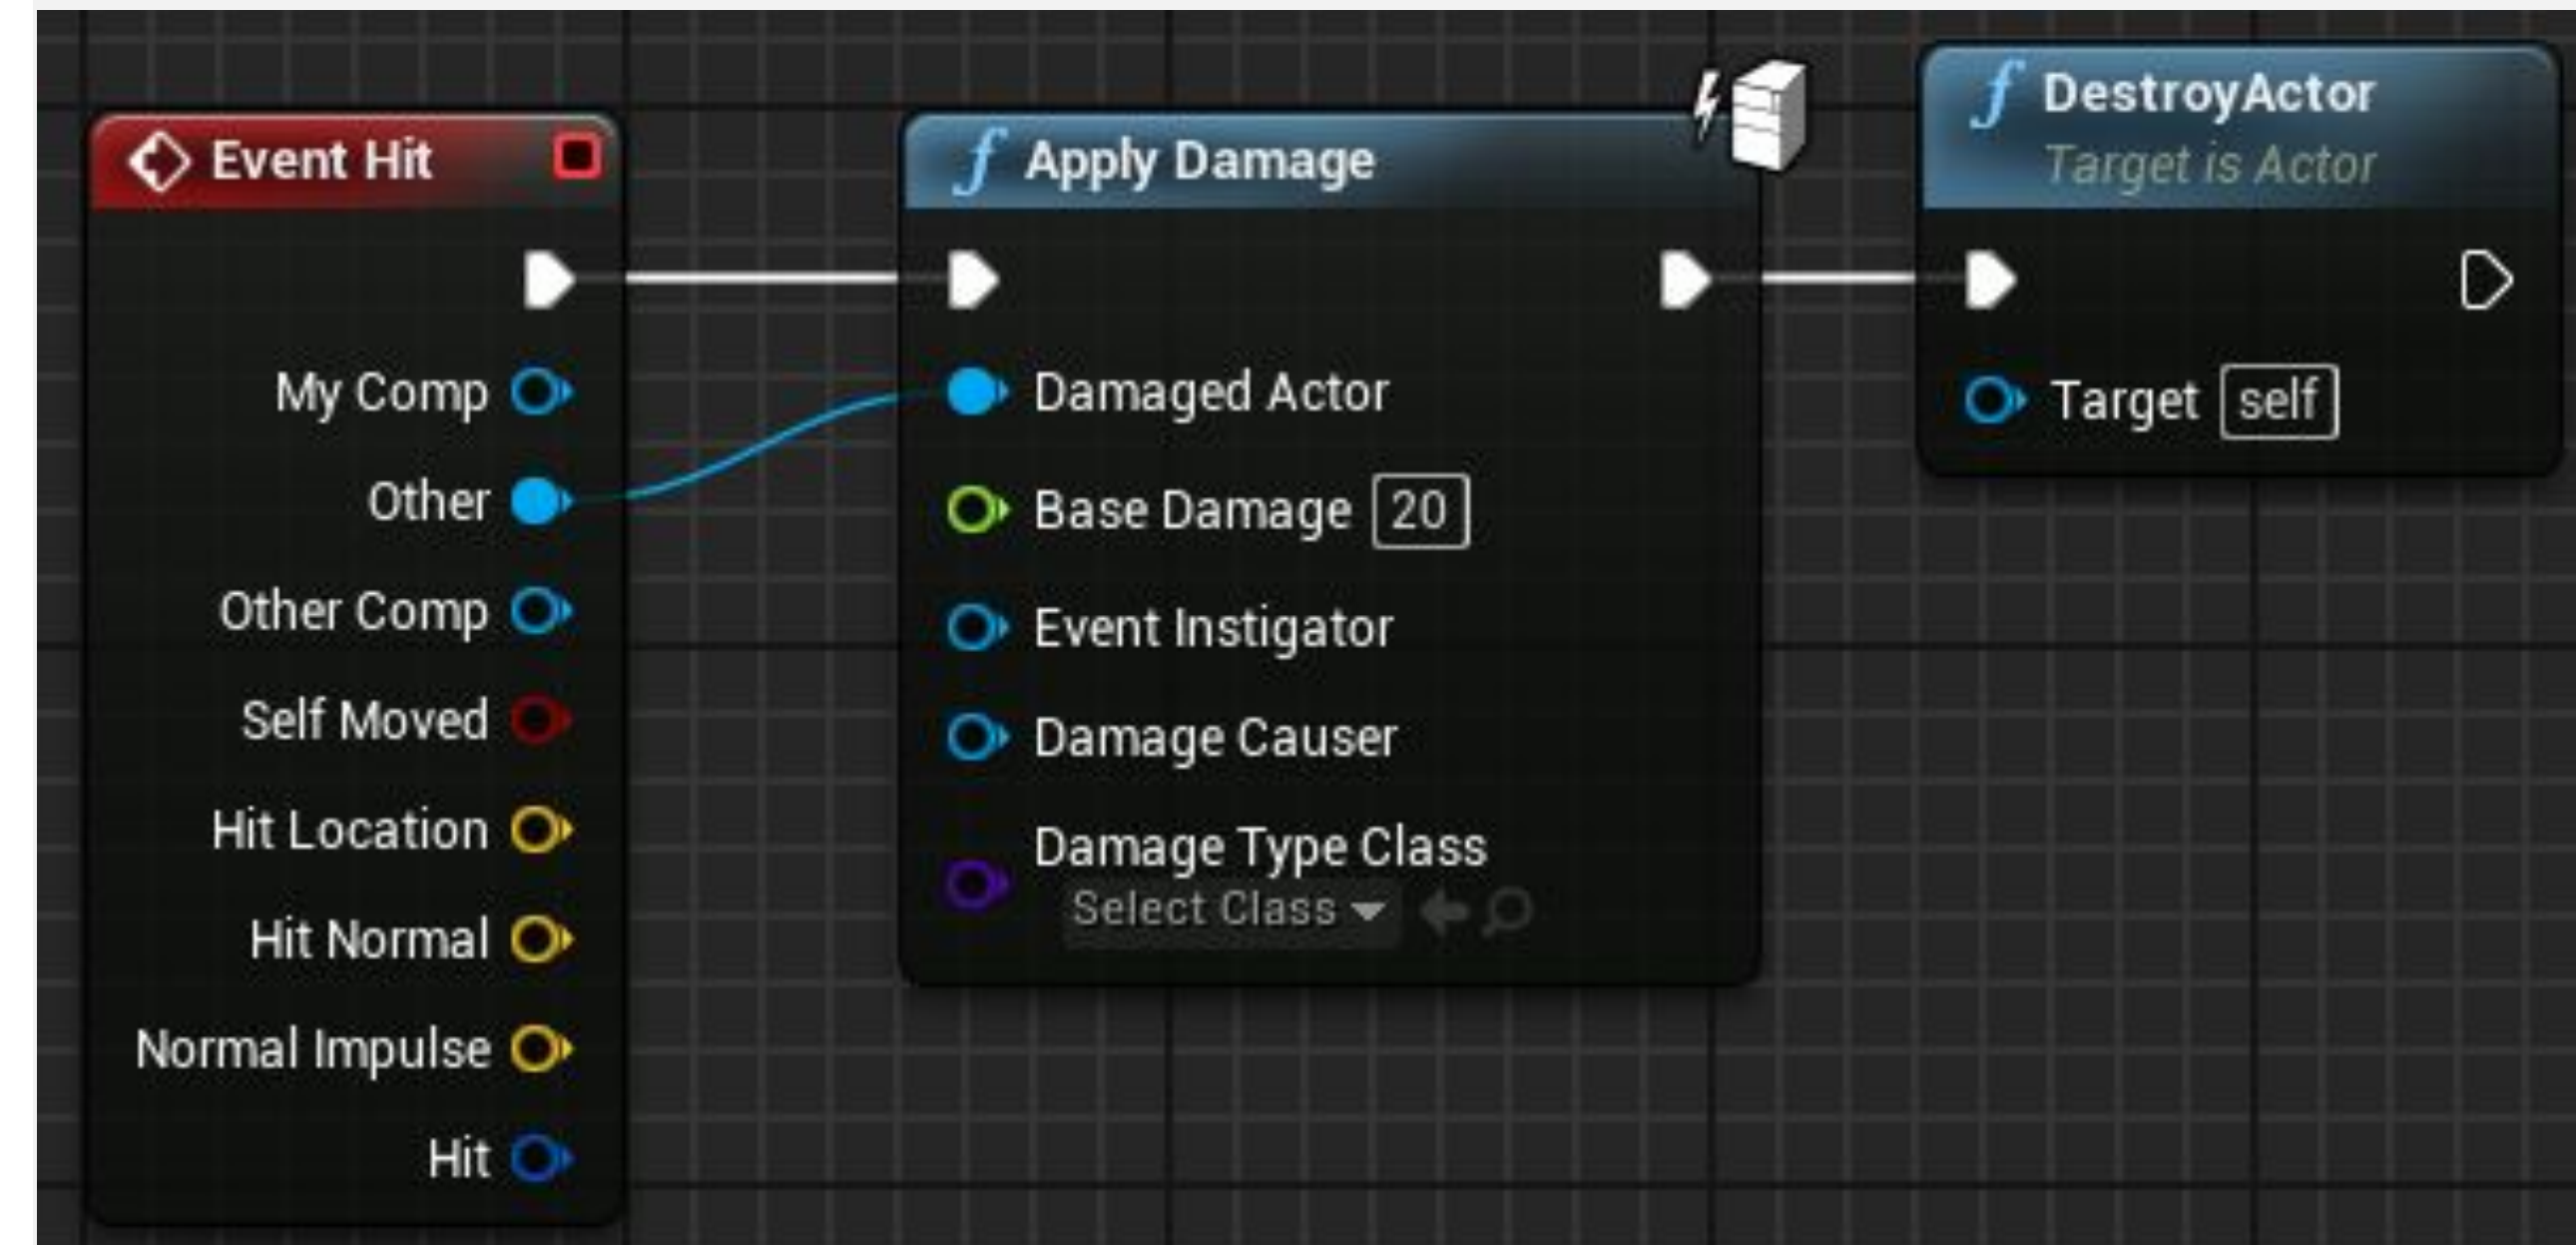 Event Hit
My Comp
Other
Other Comp
Self Moved
Hit Location
Hit Normal
Normal Impulse
Hit
f Apply Damage
Damaged Actor
Base Damage 20
Event Instigator
Damage Causer
Damage Type Class
Select Class
f DestroyActor
Target is Actor
Target self